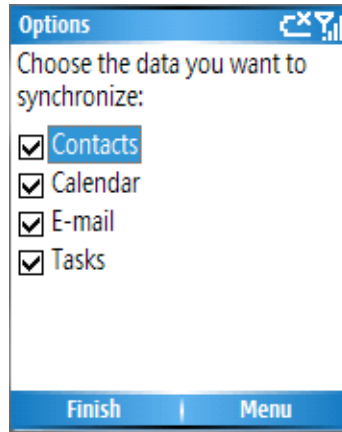 Options
Choose the data you want to
synchronize:
Contacts
Calendar
E-mail
Tasks
Finish Menu